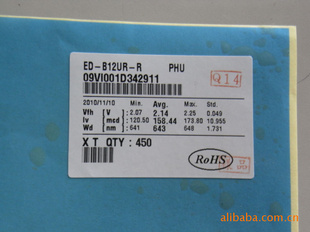 ED-B12UR-R PHU
09VI001D342911
Q14
2010/11/10 Min. Avg. Max. Std.
Vfh [ V ] 2.07 2.14 2.25 0.049
Iv [ mcd ] 120.50 158.44 173.80 10.955
Wd [ nm ] 641 643 648 1.731
X T QTY : 450
RoHS
alibaba.com.cn